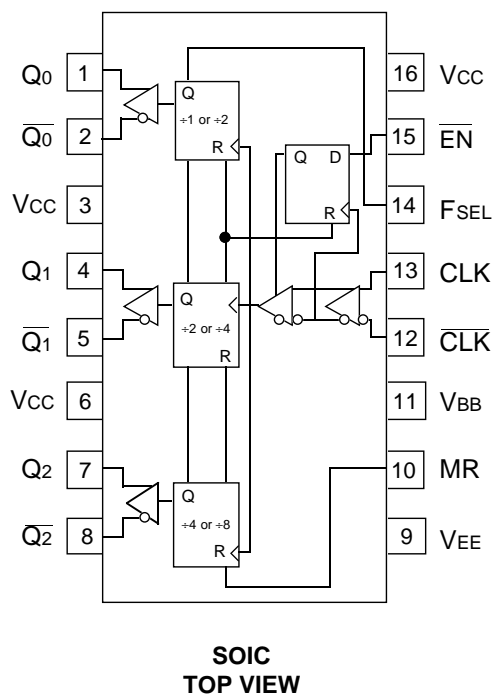 Q0 1 16 VCC
Q
÷1 or ÷2
R
Q0 2 15 EN
Q D
R
VCC 3 14 FSEL
Q1 4 13 CLK
Q
÷2 or ÷4
R
Q1 5 12 CLK
VCC 6 11 VBB
Q2 7 10 MR
Q
÷4 or ÷8
R
Q2 8 9 VEE
SOIC
TOP VIEW